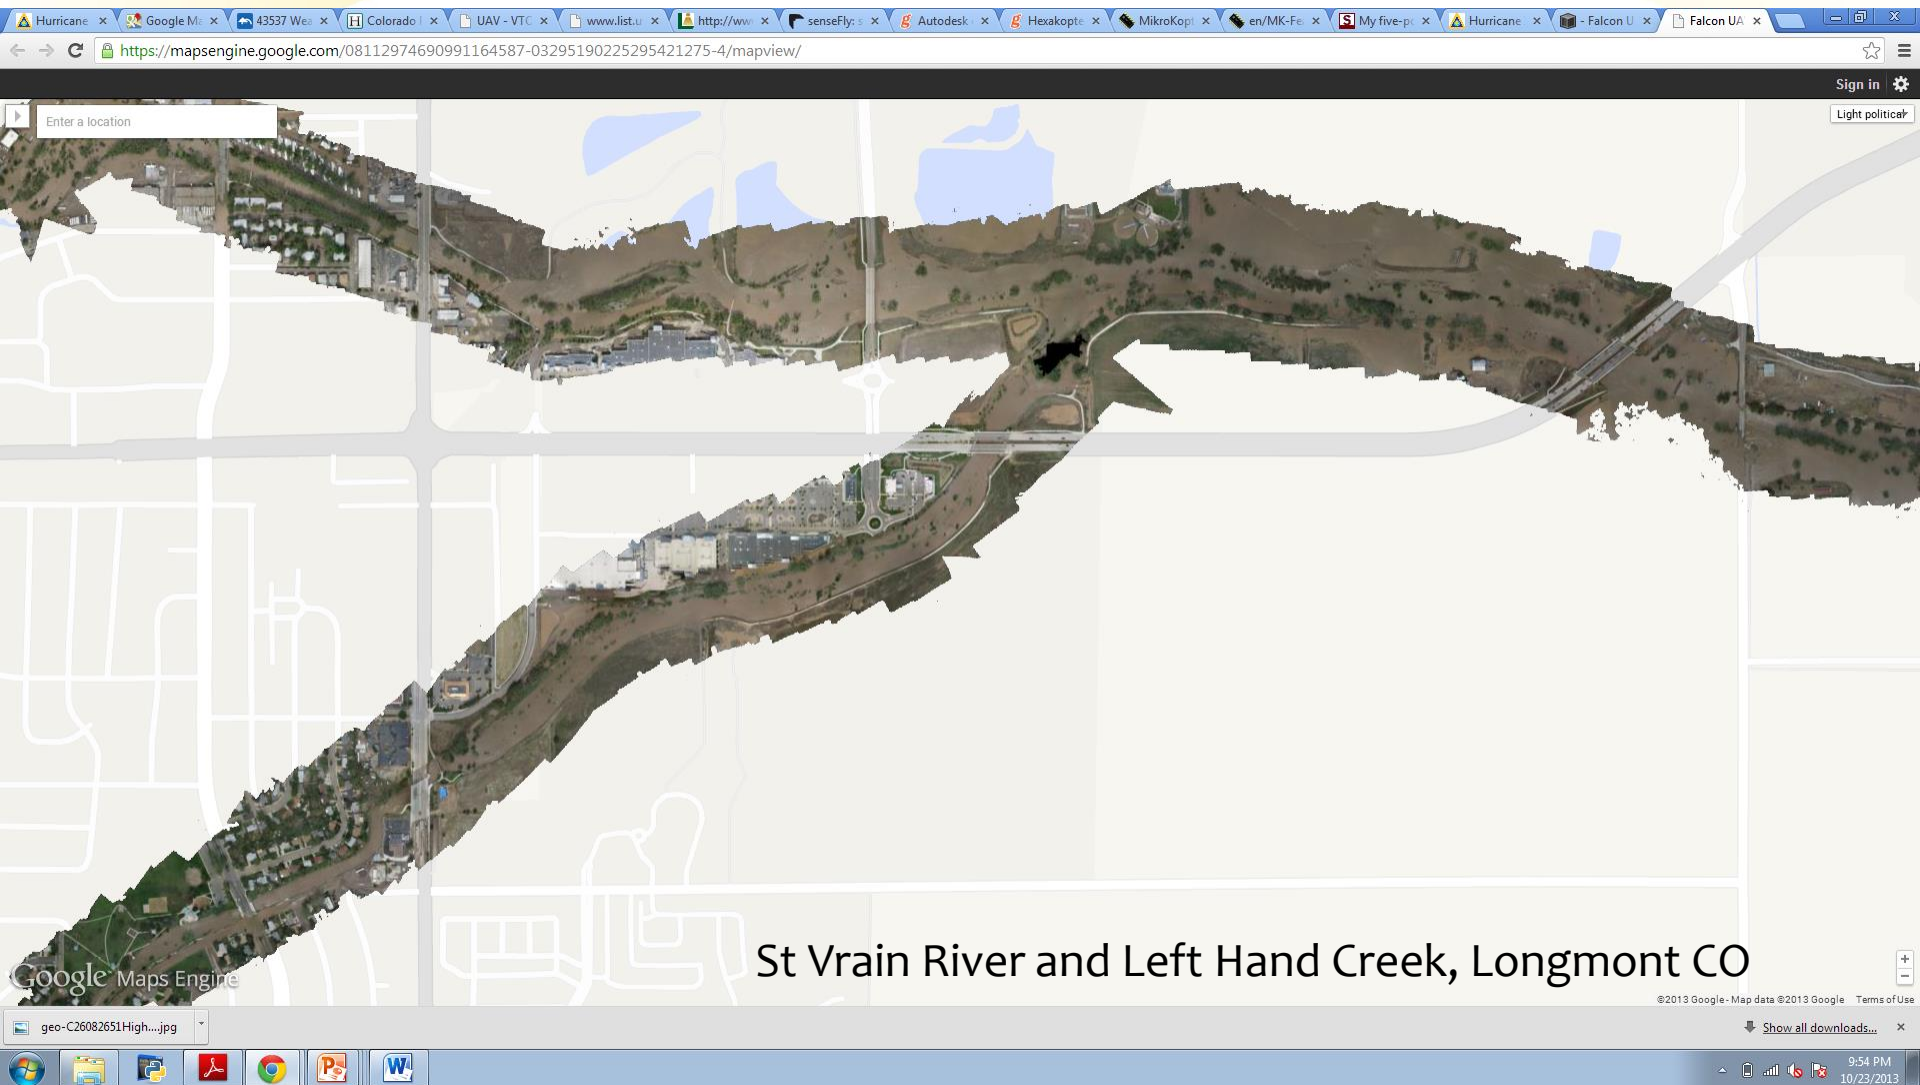 Hurricane
Google Ma
43537 Wea
Colorado
UAV - VTC
www.list.u
http://ww
senseFly: s
Autodesk
Hexakopte
MikroKopt
en/MK-Fe
My five-po
Hurricane
- Falcon U
Falcon UA
https://mapsengine.google.com/08112974690991164587-03295190225295421275-4/mapview/
Sign in
Enter a location
Light political
St Vrain River and Left Hand Creek, Longmont CO
Google Maps Engine
©2013 Google - Map data ©2013 Google
Terms of Use
geo-C26082651High....jpg
Show all downloads...
9:54 PM
10/23/2013